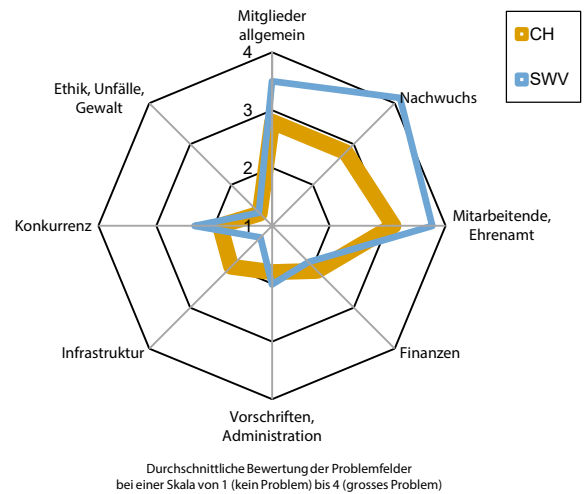 Mitglieder
allgemein
CH
SWV
4
3
2
1
Ethik, Unfälle,
Gewalt
Nachwuchs
Konkurrenz
Mitarbeitende,
Ehrenamt
Infrastruktur
Finanzen
Vorschriften,
Administration
Durchschnittliche Bewertung der Problemfelder
bei einer Skala von 1 (kein Problem) bis 4 (grosses Problem)